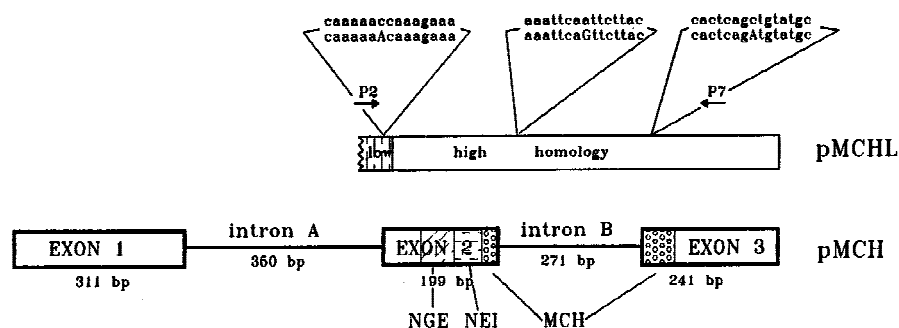 caaaaaccaaagaaa aaattcaattcttac cactcagctgtatgc
caaaaaAcaaagaaa aaattcaGttcttac cactcagAtgtatgc
P2 P7
low high homology pMCHL
intron A intron B
EXON 1 EXON 2 EXON 3 pMCH
311 bp 360 bp 199 bp 271 bp 241 bp
NGE NEI MCH